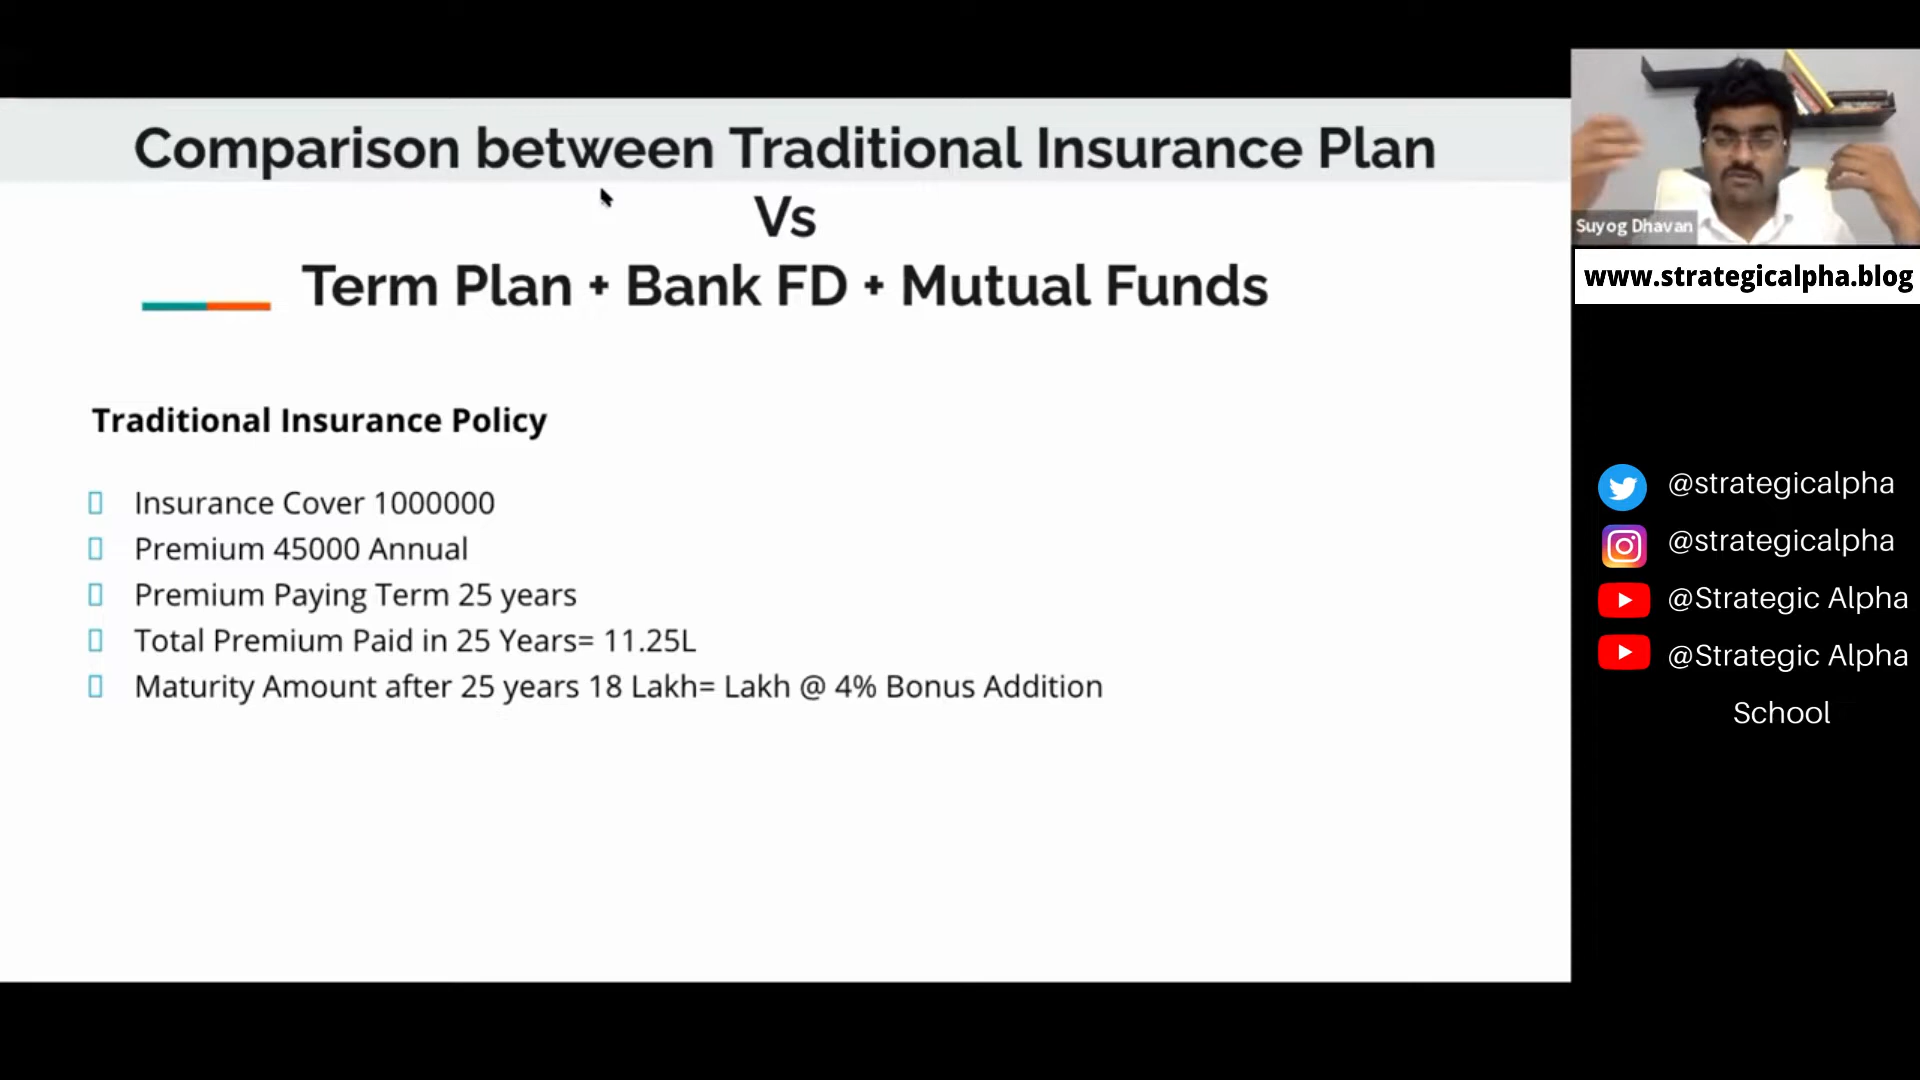 Comparison between Traditional Insurance Plan
Vs
Term Plan + Bank FD + Mutual Funds
Traditional Insurance Policy
Insurance Cover 1000000
Premium 45000 Annual
Premium Paying Term 25 years
Total Premium Paid in 25 Years= 11.25L
Maturity Amount after 25 years 18 Lakh= Lakh @ 4% Bonus Addition
Suyog Dhavan
www.strategicalpha.blog
@strategicalpha
@strategicalpha
@Strategic Alpha
@Strategic Alpha
School